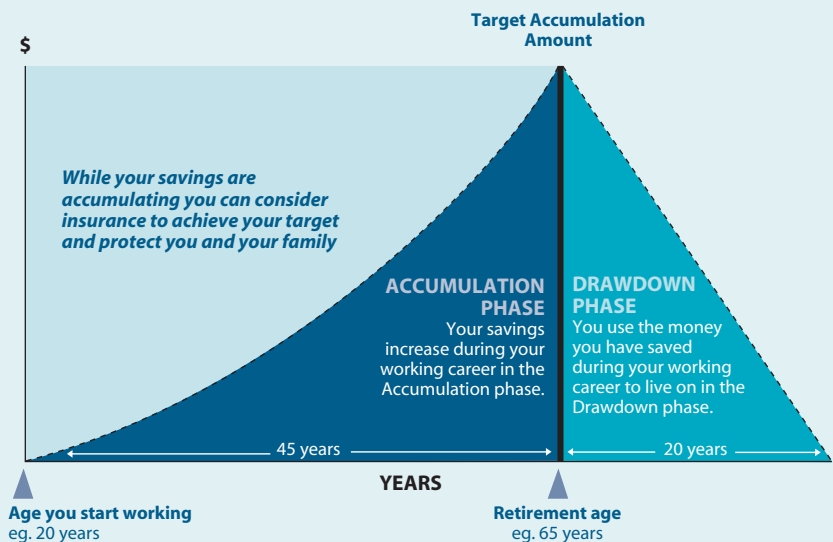 Target Accumulation
Amount
$
While your savings are
accumulating you can consider
insurance to achieve your target
and protect you and your family
ACCUMULATION
PHASE
Your savings
increase during your
working career in the
Accumulation phase.
DRAWDOWN
PHASE
You use the money
you have saved
during your working
career to live on in the
Drawdown phase.
45 years
20 years
YEARS
Age you start working
eg. 20 years
Retirement age
eg. 65 years